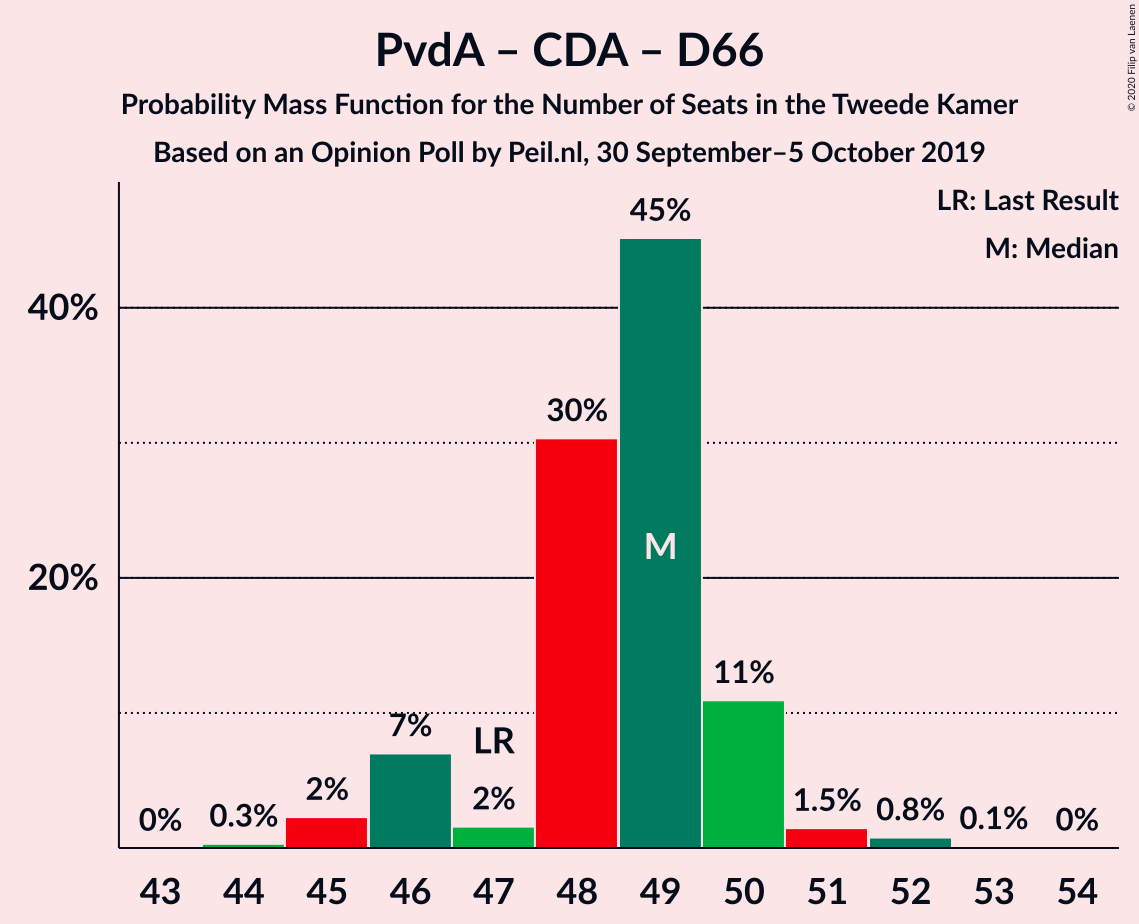 PvdA – CDA – D66
Probability Mass Function for the Number of Seats in the Tweede Kamer
Based on an Opinion Poll by Peil.nl, 30 September–5 October 2019
© 2020 Filip van Laenen
LR: Last Result
M: Median
45%
40%
30%
M
20%
11%
7%
LR
2%
2%
1.5%
0.8%
0.3%
0.1%
0%
0%
43 44 45 46 47 48 49 50 51 52 53 54